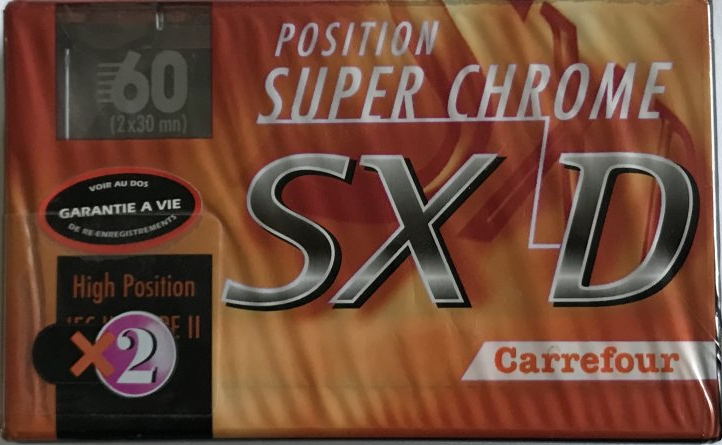 60
(2x30 mn)
POSITION
SUPER CHROME
SX D
VOIR AU DOS
GARANTIE A VIE
DE RE-ENREGISTREMENTS
High Position
II
X2
Carrefour